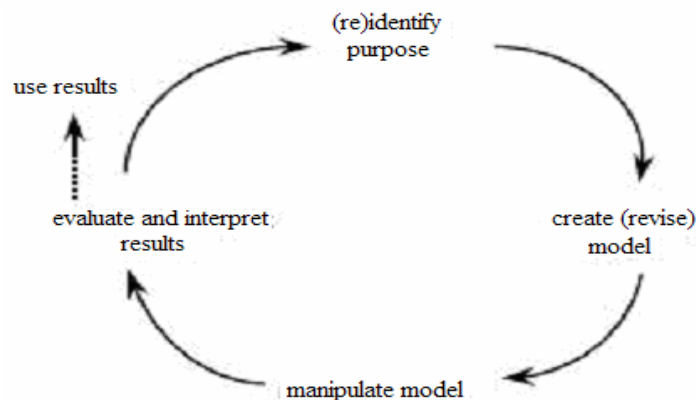 (re)identify
purpose
use results
evaluate and interpret
results
create (revise)
model
manipulate model